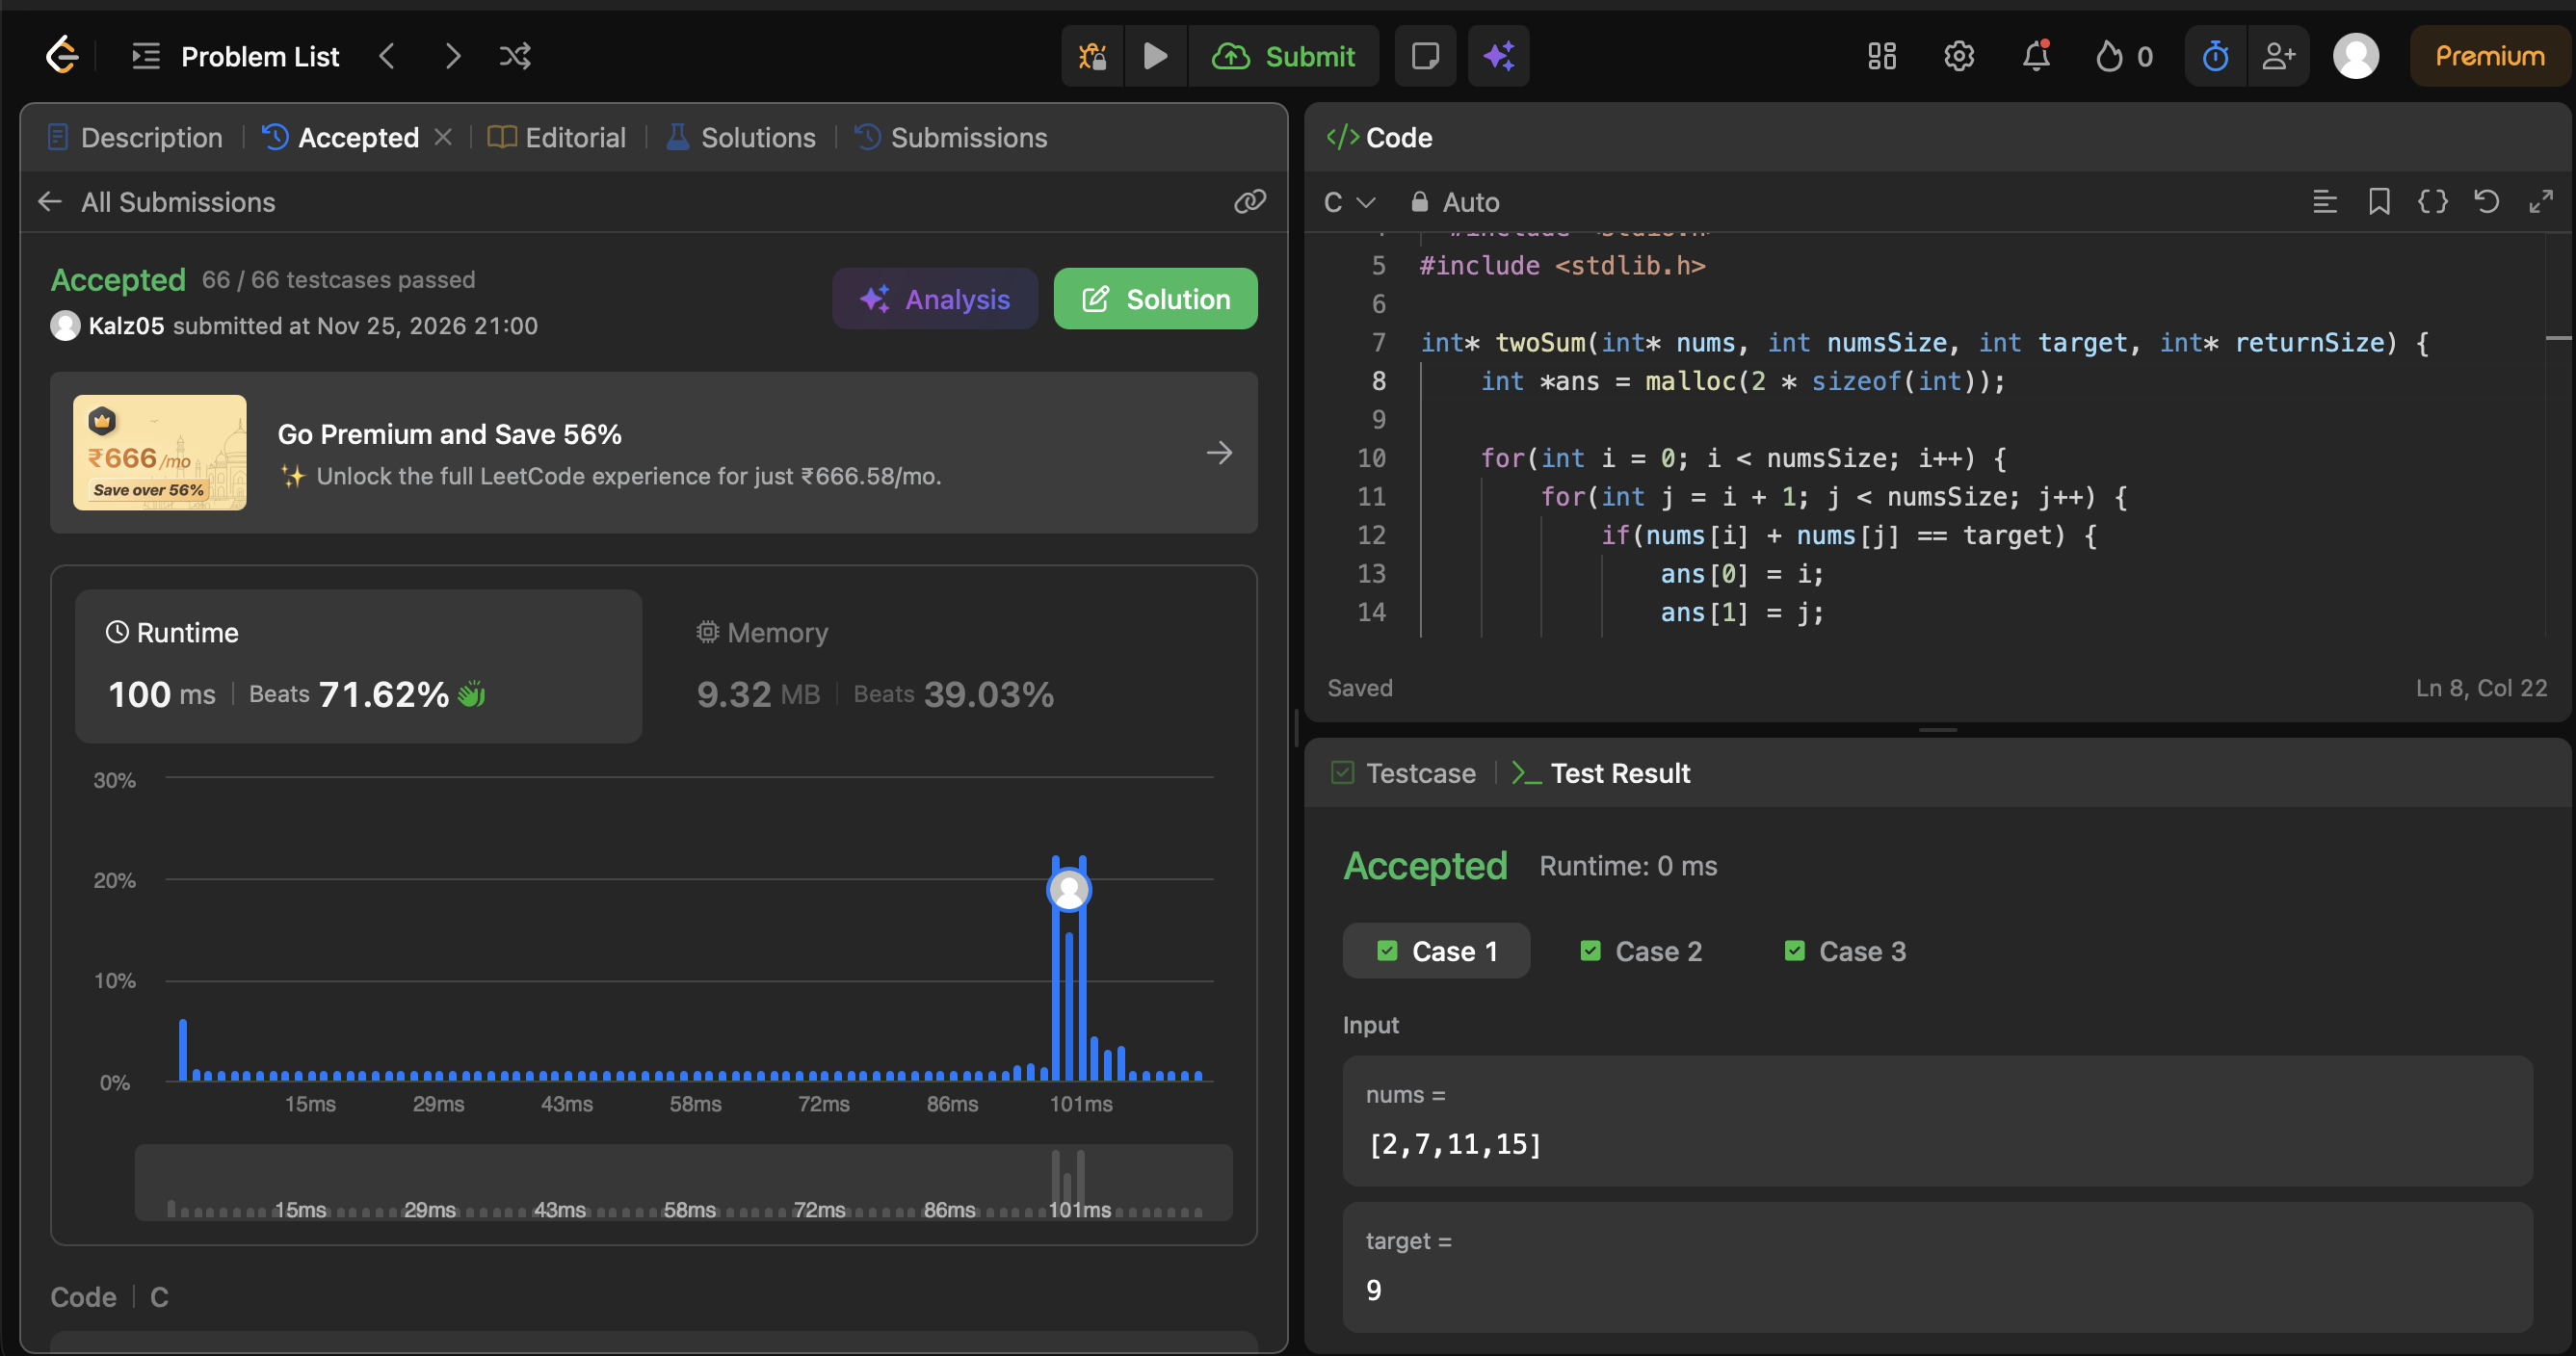 Problem List
Submit
0
Premium
Description
Accepted
Editorial
Solutions
Submissions
All Submissions
Accepted 66 / 66 testcases passed
Kalz05 submitted at Nov 25, 2026 21:00
Analysis
Solution
₹666 /mo
Save over 56%
Go Premium and Save 56%
✨ Unlock the full LeetCode experience for just ₹666.58/mo.
Runtime
100 ms | Beats 71.62%
Memory
9.32 MB | Beats 39.03%
30%
20%
10%
0%
15ms 29ms 43ms 58ms 72ms 86ms 101ms
15ms 29ms 43ms 58ms 72ms 86ms 101ms
Code | C
</> Code
C
Auto
4 #include <stdio.h>
5 #include <stdlib.h>
6
7 int* twoSum(int* nums, int numsSize, int target, int* returnSize) {
8 int *ans = malloc(2 * sizeof(int));
9
10 for(int i = 0; i < numsSize; i++) {
11 for(int j = i + 1; j < numsSize; j++) {
12 if(nums[i] + nums[j] == target) {
13 ans[0] = i;
14 ans[1] = j;
Saved
Ln 8, Col 22
Testcase
Test Result
Accepted Runtime: 0 ms
Case 1
Case 2
Case 3
Input
nums =
[2,7,11,15]
target =
9